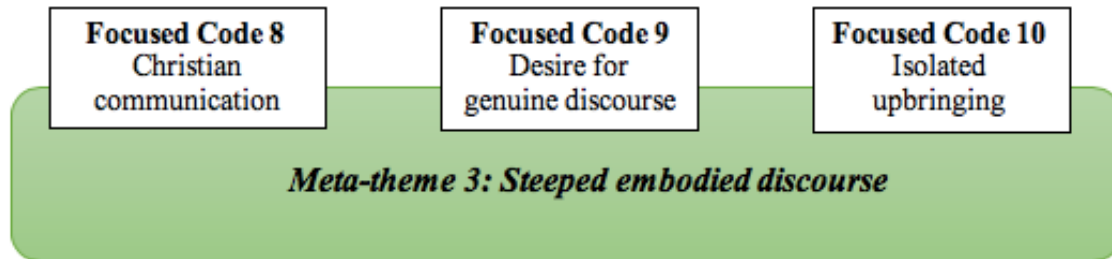 Focused Code 8
Christian
communication
Focused Code 9
Desire for
genuine discourse
Focused Code 10
Isolated
upbringing
Meta-theme 3: Steeped embodied discourse